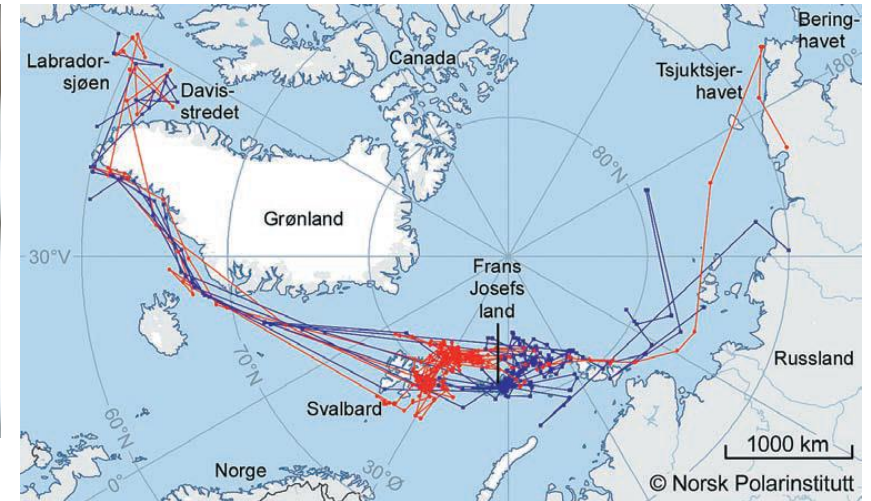 Bering-
havet
180°
Labrador-
sjøen
Canada
Tsjuktsjer-
havet
Davis-
stredet
80°N
Grønland
30°V
Frans
Josefs
land
70°N
Russland
Svalbard
60°N
1000 km
Norge
30°Ø
0°
© Norsk Polarinstitutt